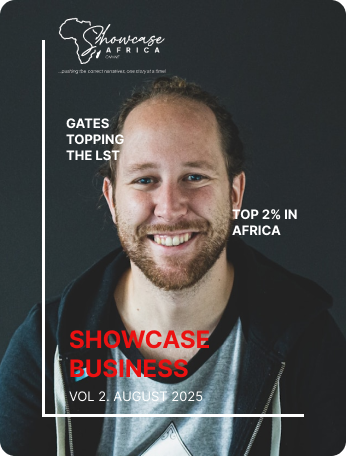 Showcase
AFRICA
...pasting the correct narratives, one story at a time!
GATES
TOPPING
THE LST
TOP 2% IN
AFRICA
SHOWCASE
BUSINESS
VOL 2. AUGUST 2025